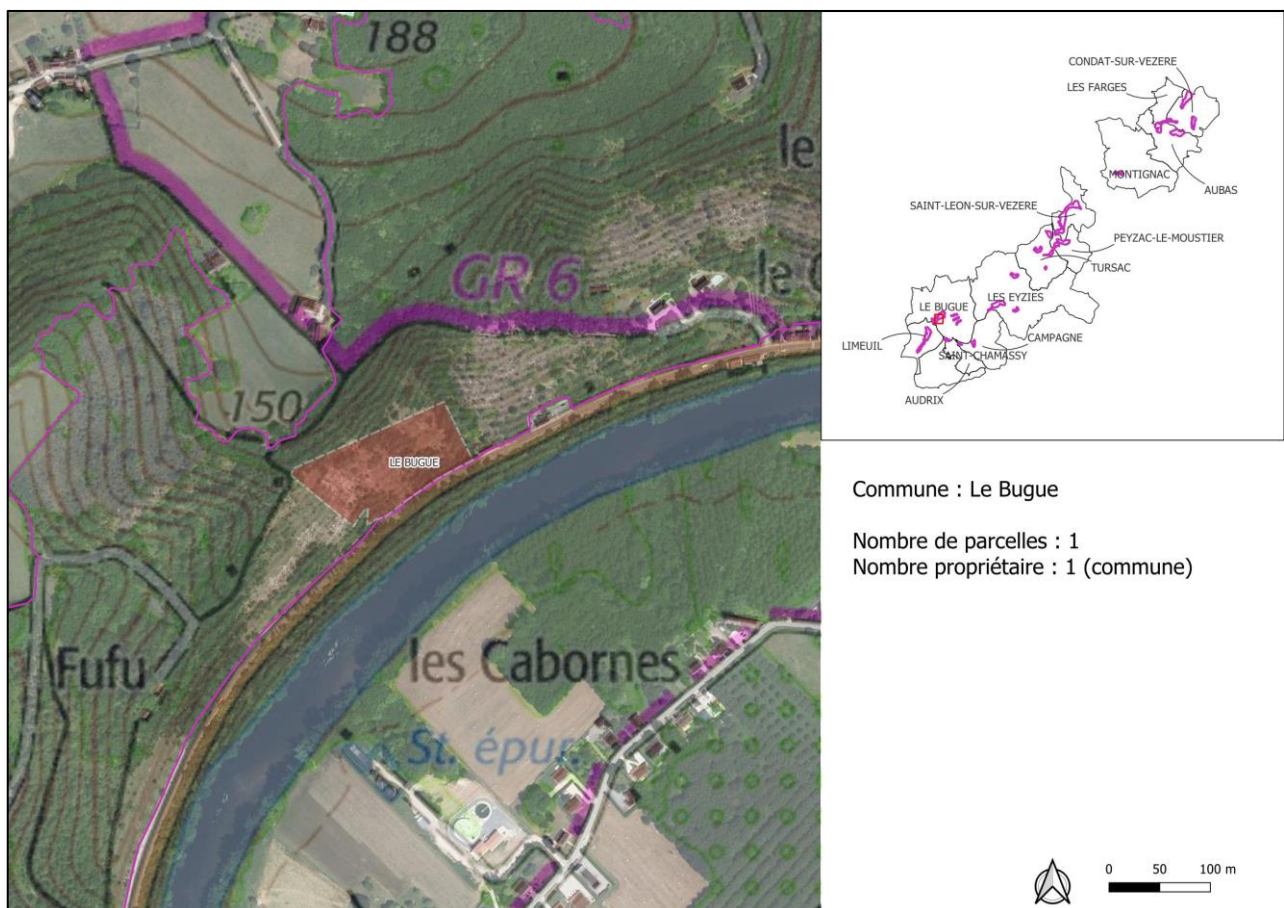 188
le
GR 6
le
150
LE BUGUE
Fufu
les Cabornes
St. épur.
CONDAT-SUR-VEZERE
LES FARGES
MONTIGNAC
AUBAS
SAINT-LEON-SUR-VEZERE
PEYZAC-LE-MOUSTIER
TURSAC
LE BUGUE
LES EYZIES
LIMEUIL
CAMPAGNE
SAINT-CHAMASSY
AUDRIX
Commune : Le Bugue
Nombre de parcelles : 1
Nombre propriétaire : 1 (commune)
0 50 100 m